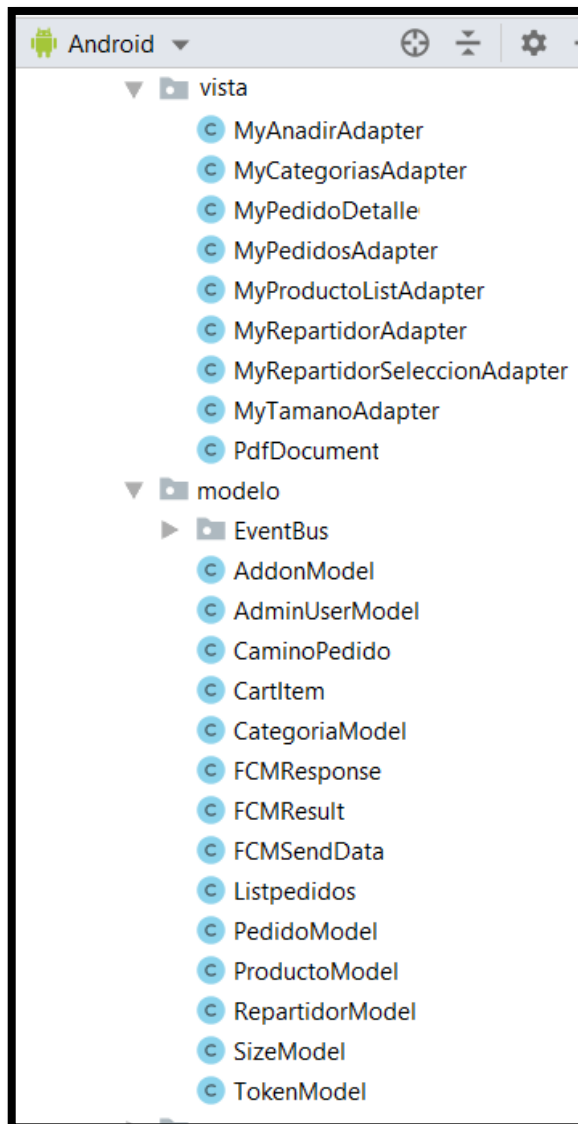 Android
vista
MyAnadirAdapter
MyCategoriasAdapter
MyPedidoDetalle
MyPedidosAdapter
MyProductoListAdapter
MyRepartidorAdapter
MyRepartidorSeleccionAdapter
MyTamanoAdapter
PdfDocument
modelo
EventBus
AddonModel
AdminUserModel
CaminoPedido
CartItem
CategoriaModel
FCMResponse
FCMResult
FCMSendData
Listpedidos
PedidoModel
ProductoModel
RepartidorModel
SizeModel
TokenModel